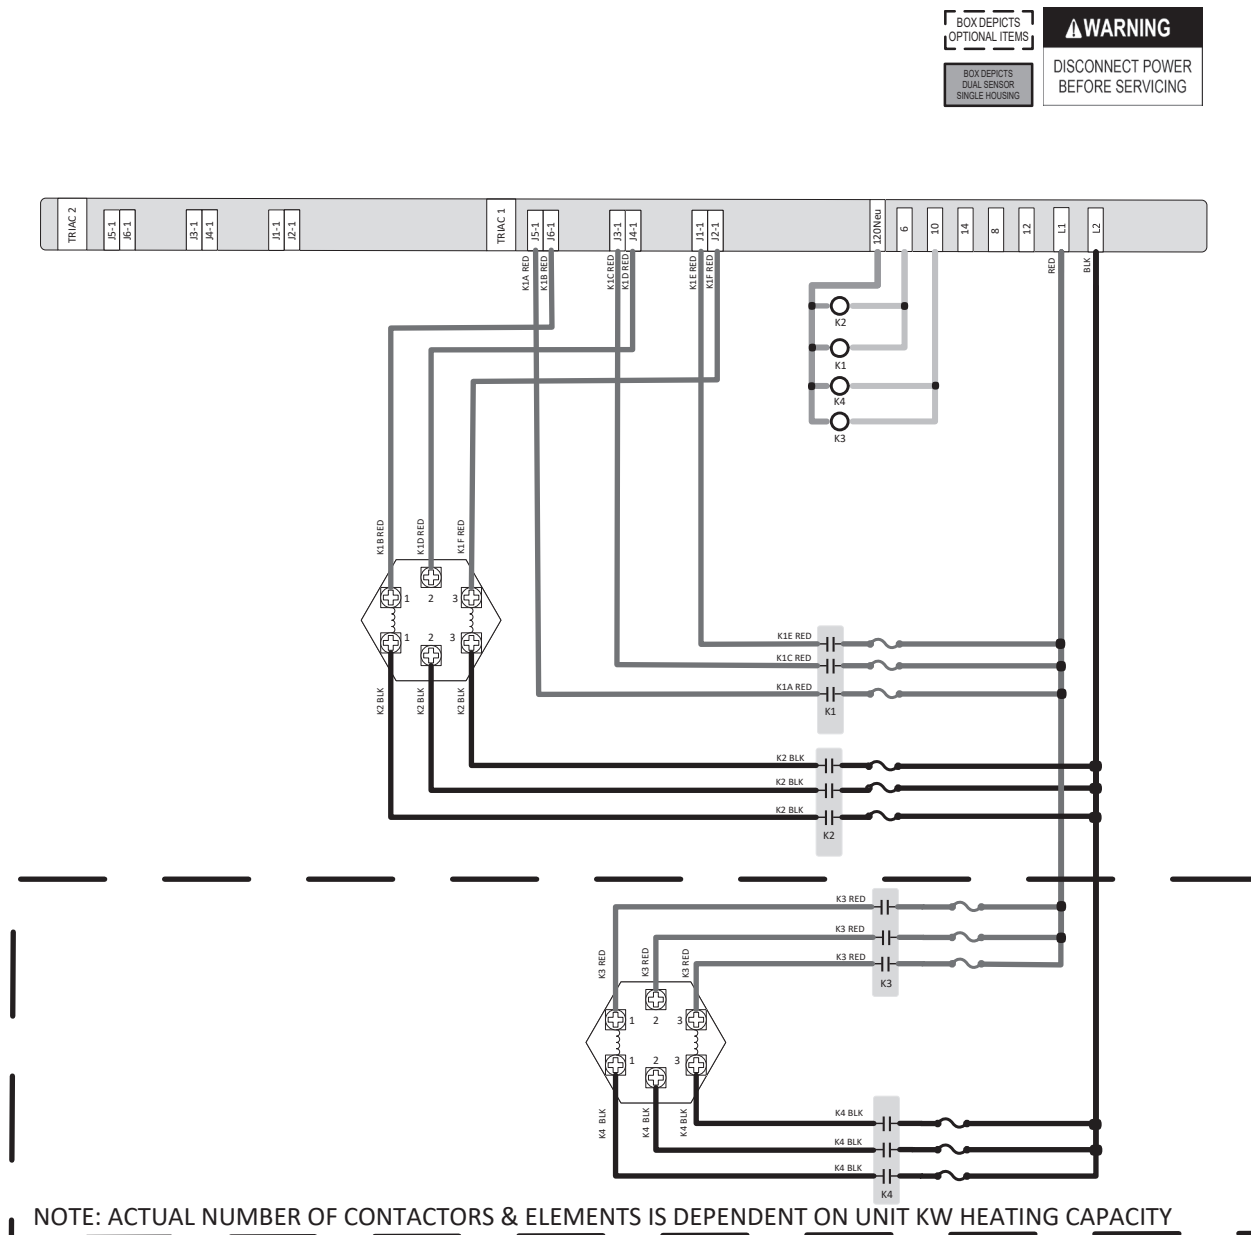 BOX DEPICTS
OPTIONAL ITEMS
WARNING
BOX DEPICTS
DUAL SENSOR
SINGLE HOUSING
DISCONNECT POWER
BEFORE SERVICING
TRIAC 2
J5-1
J6-1
J3-1
J4-1
J1-1
J2-1
TRIAC 1
J5-1
J6-1
J3-1
J4-1
J1-1
J2-1
120Neu
6
10
14
8
12
L1
L2
K1A RED
K1B RED
K1C RED
K1D RED
K1E RED
K1F RED
RED
BLK
K2
K1
K4
K3
K1B RED
K1D RED
K1F RED
1
2
3
1
2
3
K2 BLK
K2 BLK
K2 BLK
K1E RED
K1C RED
K1A RED
K1
K2 BLK
K2 BLK
K2 BLK
K2
K3 RED
K3 RED
K3 RED
K3
K3 RED
K3 RED
K3 RED
1
2
3
1
2
3
K4 BLK
K4 BLK
K4 BLK
K4 BLK
K4 BLK
K4 BLK
K4
NOTE: ACTUAL NUMBER OF CONTACTORS & ELEMENTS IS DEPENDENT ON UNIT KW HEATING CAPACITY